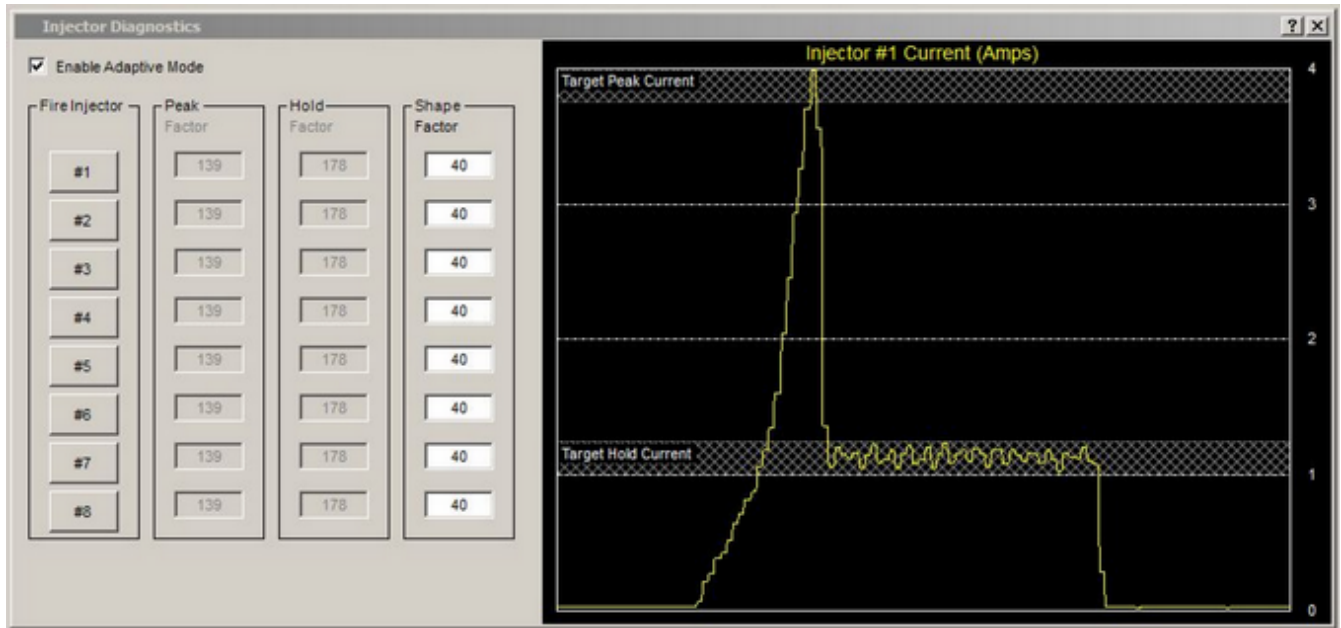 Injector Diagnostics
? X
Enable Adaptive Mode
Fire Injector Peak Hold Shape
Factor Factor Factor
#1 139 178 40
#2 139 178 40
#3 139 178 40
#4 139 178 40
#5 139 178 40
#6 139 178 40
#7 139 178 40
#8 139 178 40
Injector #1 Current (Amps)
Target Peak Current
4
3
2
Target Hold Current
1
0